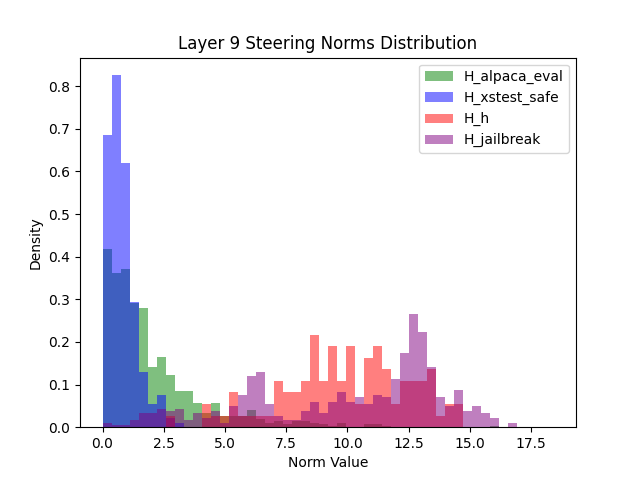 Layer 9 Steering Norms Distribution
H_alpaca_eval
H_xstest_safe
H_h
H_jailbreak
0.8
0.7
0.6
0.5
0.4
0.3
0.2
0.1
0.0
Density
0.0 2.5 5.0 7.5 10.0 12.5 15.0 17.5
Norm Value